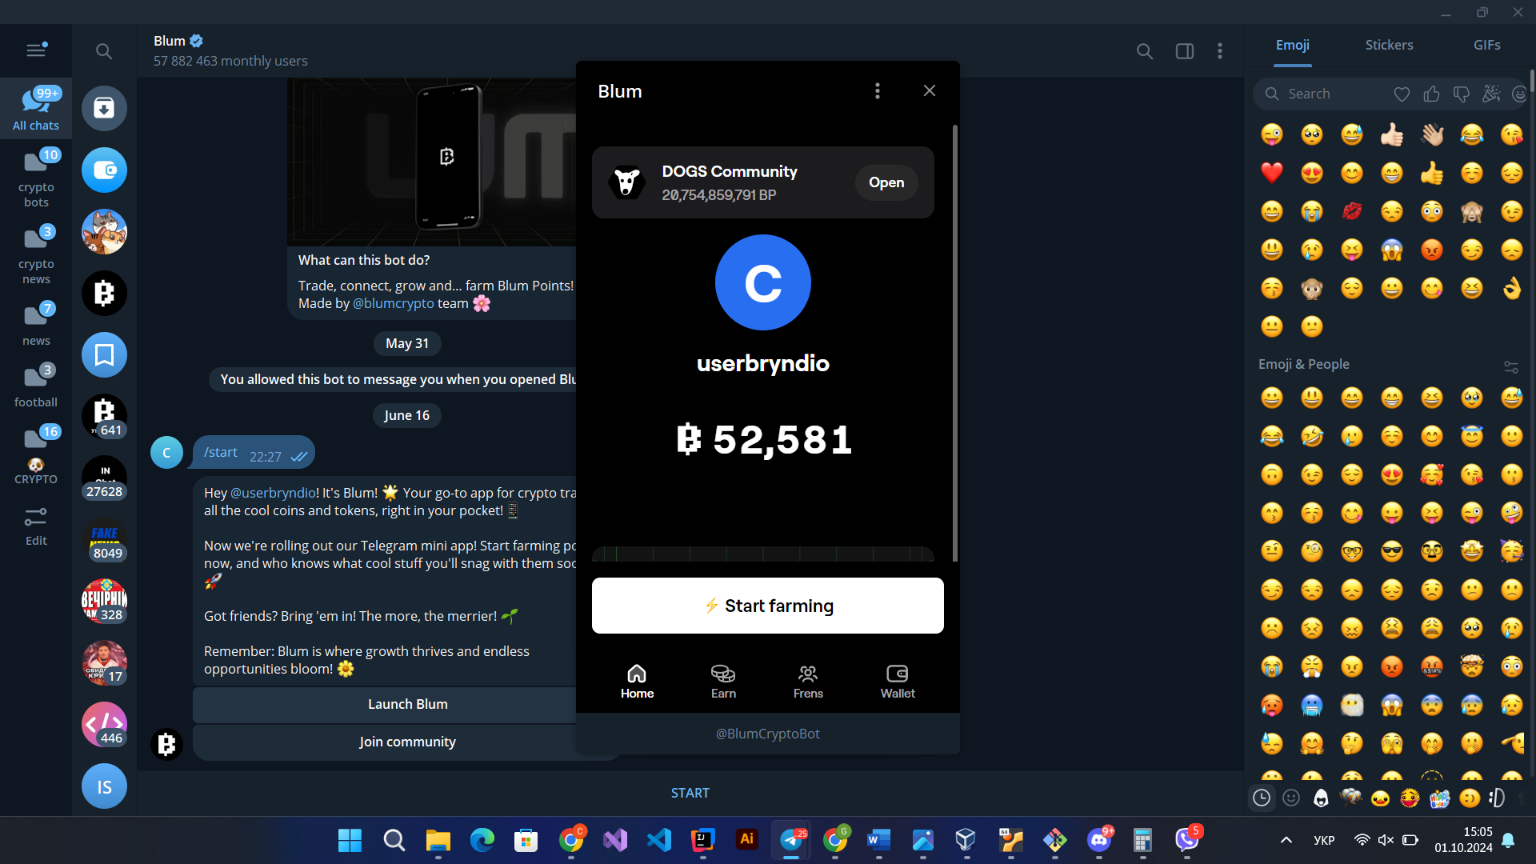 Blum
57 882 463 monthly users
99+
All chats
10
crypto
bots
3
crypto
news
7
news
3
football
16
CRYPTO
Edit
641
IN
27628
FAKE
8049
ВЕЧІРНІЙ
328
17
446
IS
What can this bot do?
Trade, connect, grow and... farm Blum Points!
Made by @blumcrypto team 🌸
May 31
You allowed this bot to message you when you opened Blu
June 16
C
/start 22:27
Hey @userbryndio! It's Blum! 🌟 Your go-to app for crypto tra
all the cool coins and tokens, right in your pocket! 📱
Now we're rolling out our Telegram mini app! Start farming po
now, and who knows what cool stuff you'll snag with them soo
🚀
Got friends? Bring 'em in! The more, the merrier! 🌱
Remember: Blum is where growth thrives and endless
opportunities bloom! 🌼
Launch Blum
Join community
START
Blum
DOGS Community
20,754,859,791 BP
Open
C
userbryndio
52,581
⚡ Start farming
Home
Earn
Frens
Wallet
@BlumCryptoBot
Emoji
Stickers
GIFs
Search
Emoji & People
C
Ai
25
G
9+
5
УКР
15:05
01.10.2024